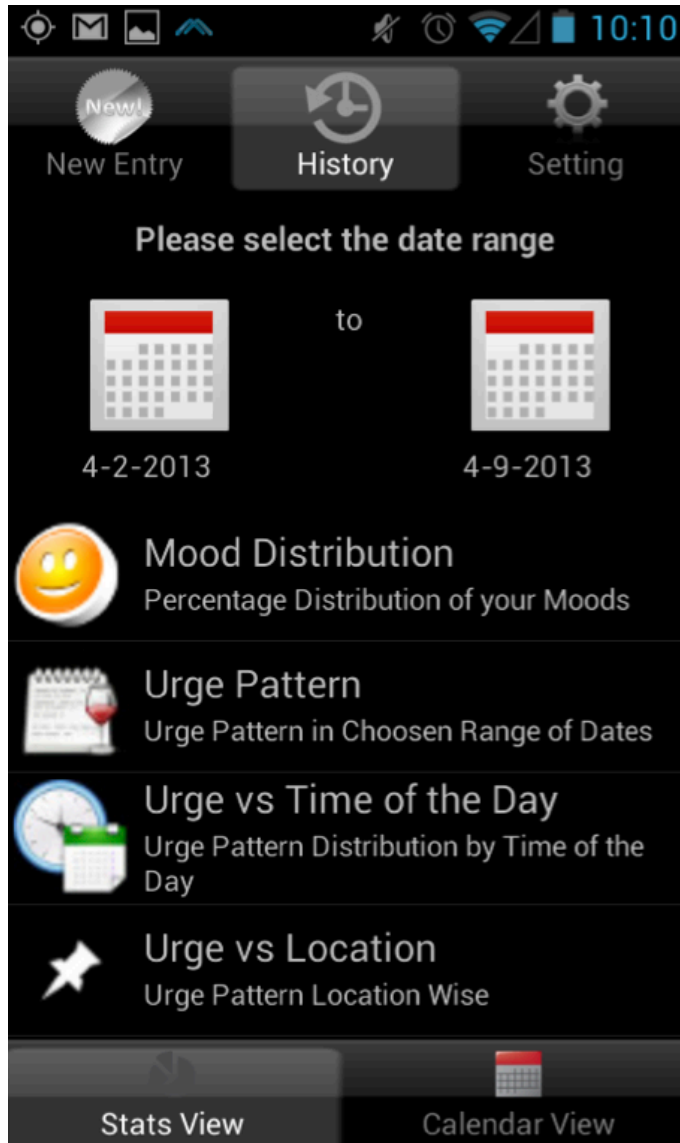 10:10
New!
New Entry
History
Setting
Please select the date range
to
4-2-2013
4-9-2013
Mood Distribution
Percentage Distribution of your Moods
Urge Pattern
Urge Pattern in Choosen Range of Dates
Urge vs Time of the Day
Urge Pattern Distribution by Time of the
Day
Urge vs Location
Urge Pattern Location Wise
Stats View
Calendar View